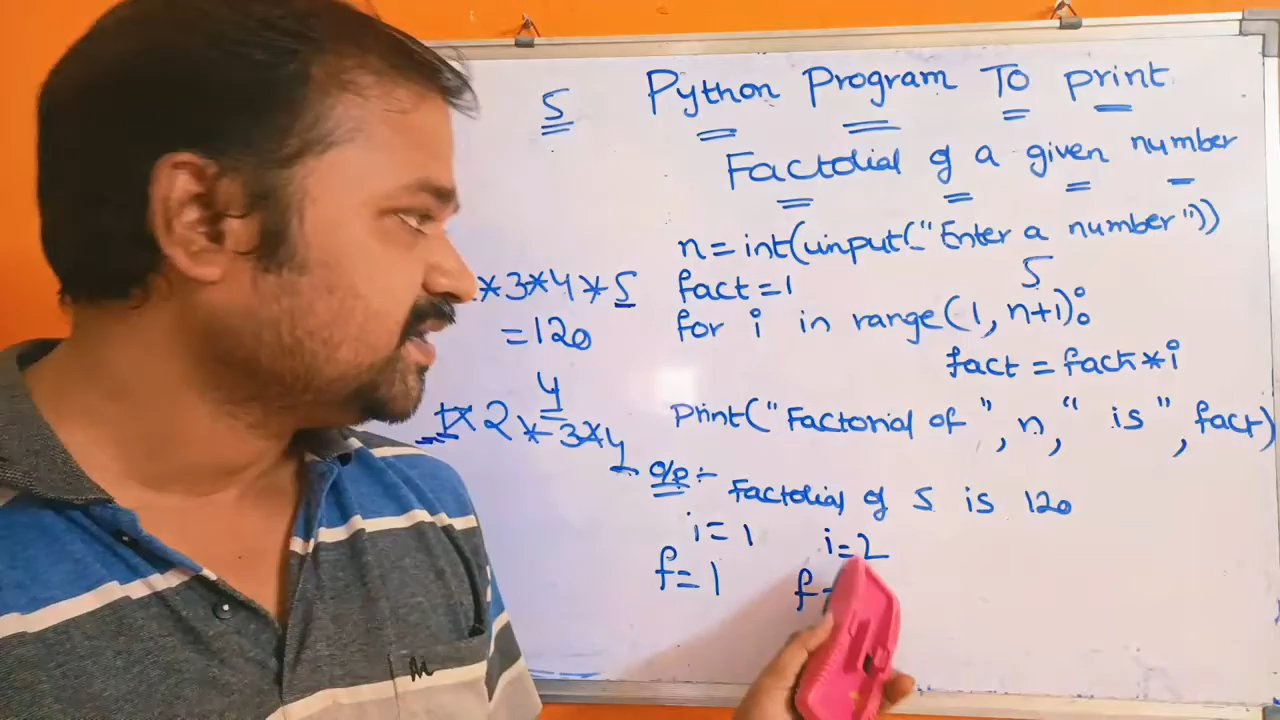 5 Python Program To print
Factorial of a given number
n = int(input("Enter a number"))
5
*3*4*5 fact = 1
= 120 for i in range(1, n+1):
fact = fact * i
4
1*2*3*4 Print("Factorial of ", n, " is ", fact)
o/p:- Factorial of 5 is 120
i=1 i=2
f=1 f=